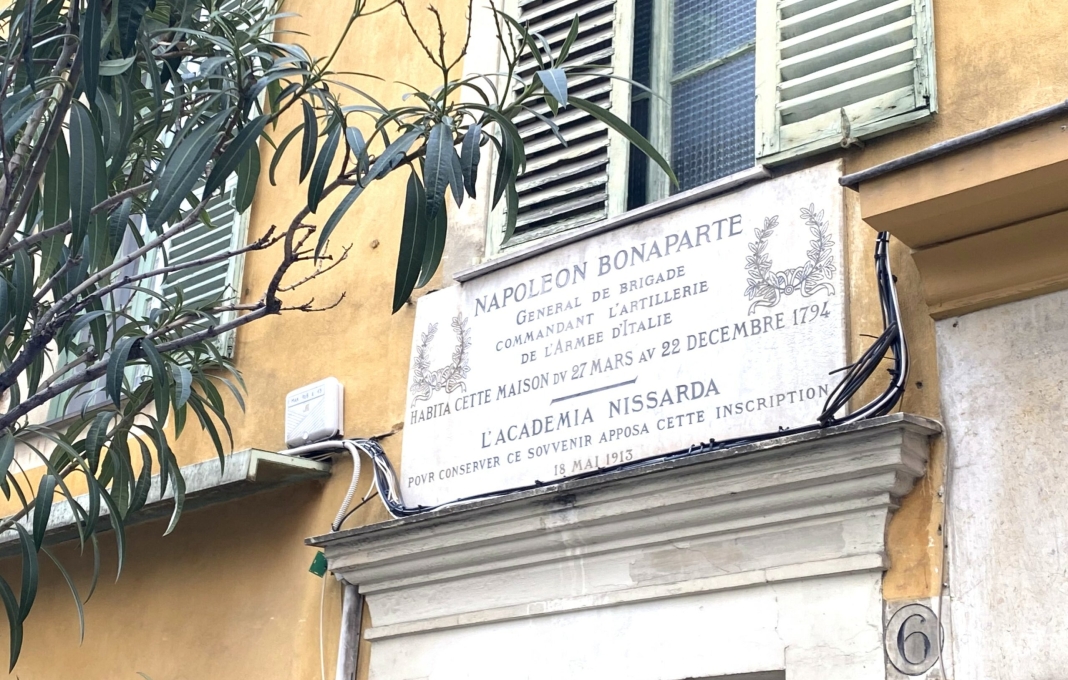 NAPOLEON BONAPARTE
GENERAL DE BRIGADE
COMMANDANT L'ARTILLERIE
DE L'ARMEE D'ITALIE
HABITA CETTE MAISON DV 27 MARS AV 22 DECEMBRE 1794
L'ACADEMIA NISSARDA
POVR CONSERVER CE SOVVENIR APPOSA CETTE INSCRIPTION
18 MAI 1913
6